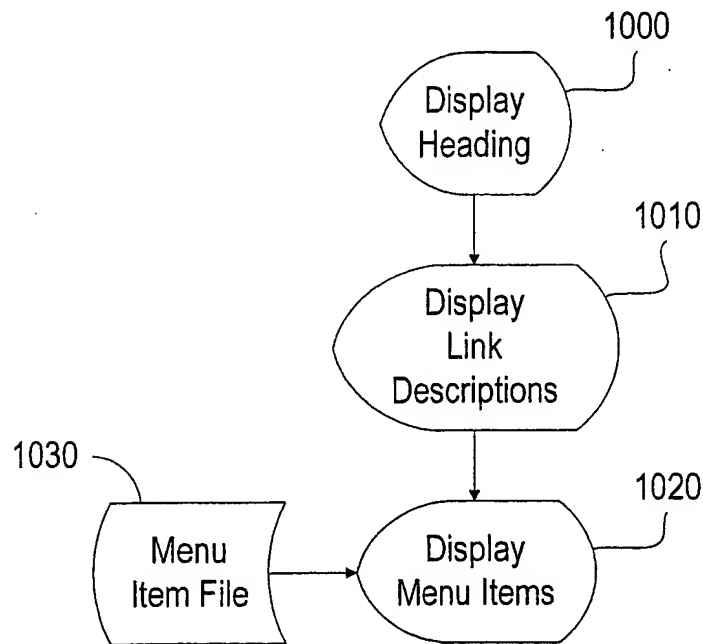 1000
Display
Heading
1010
Display
Link
Descriptions
1030
1020
Menu
Item File
Display
Menu Items